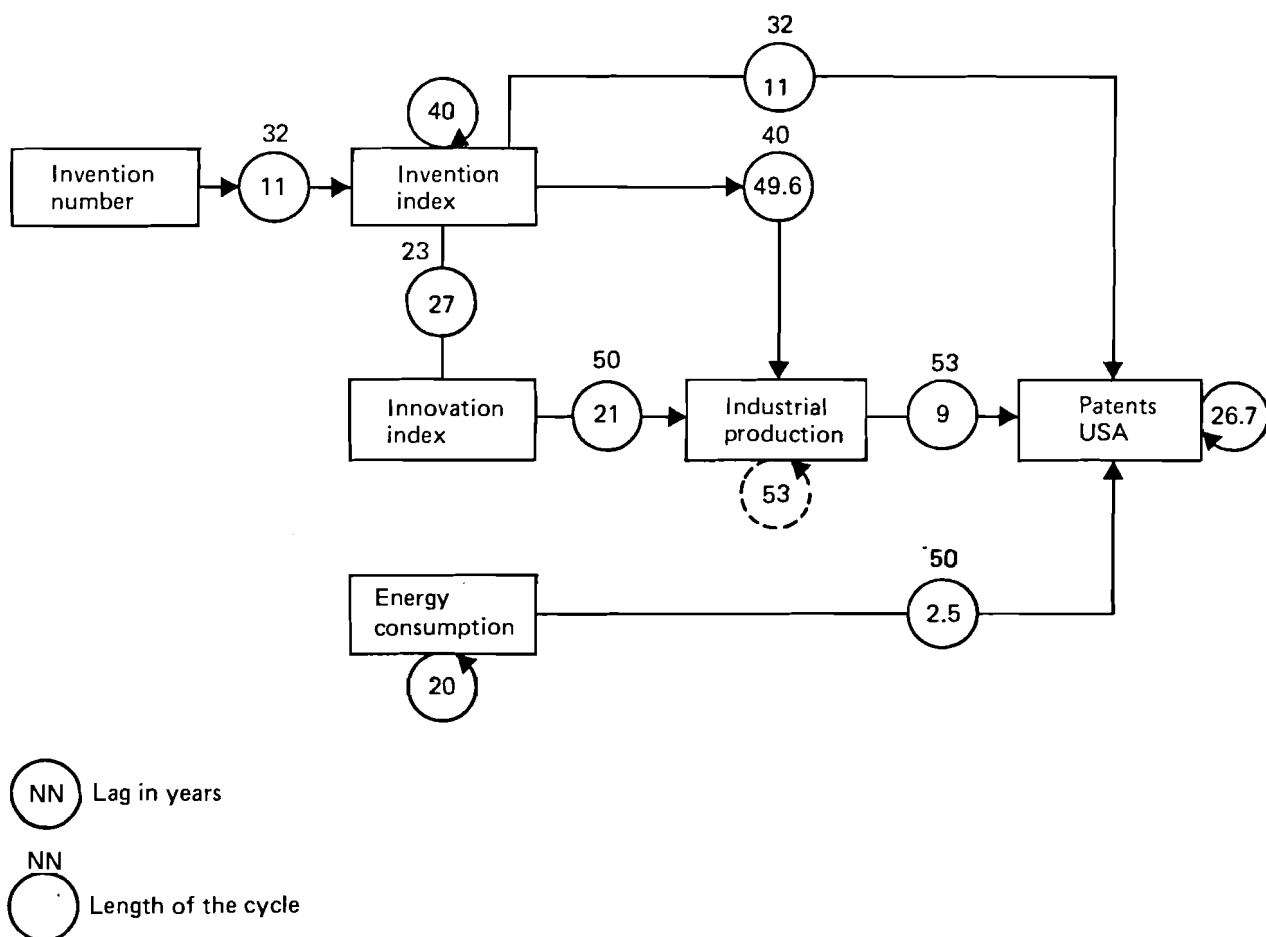 32
11
40
32
40
Invention
number
11
Invention
index
49.6
23
27
50
53
Innovation
index
21
Industrial
production
9
Patents
USA
26.7
53
50
Energy
consumption
2.5
20
NN Lag in years
NN
Length of the cycle